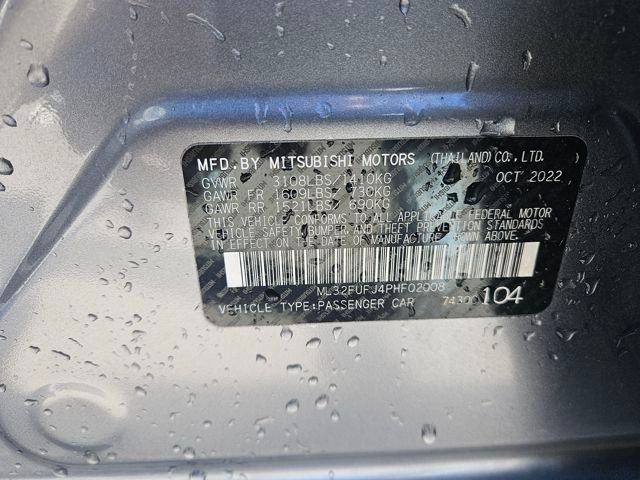 MFD. BY MITSUBISHI MOTORS (THAILAND) CO., LTD.
GVWR 3108LBS/1410KG OCT 2022
GAWR FR 1609LBS/ 730KG
GAWR RR 1521LBS/ 690KG
THIS VEHICLE CONFORMS TO ALL APPLICABLE FEDERAL MOTOR
VEHICLE SAFETY, BUMPER AND THEFT PREVENTION STANDARDS
IN EFFECT ON THE DATE OF MANUFACTURE SHOWN ABOVE.
ML32FUFJ4PHF02008
VEHICLE TYPE:PASSENGER CAR 74300104